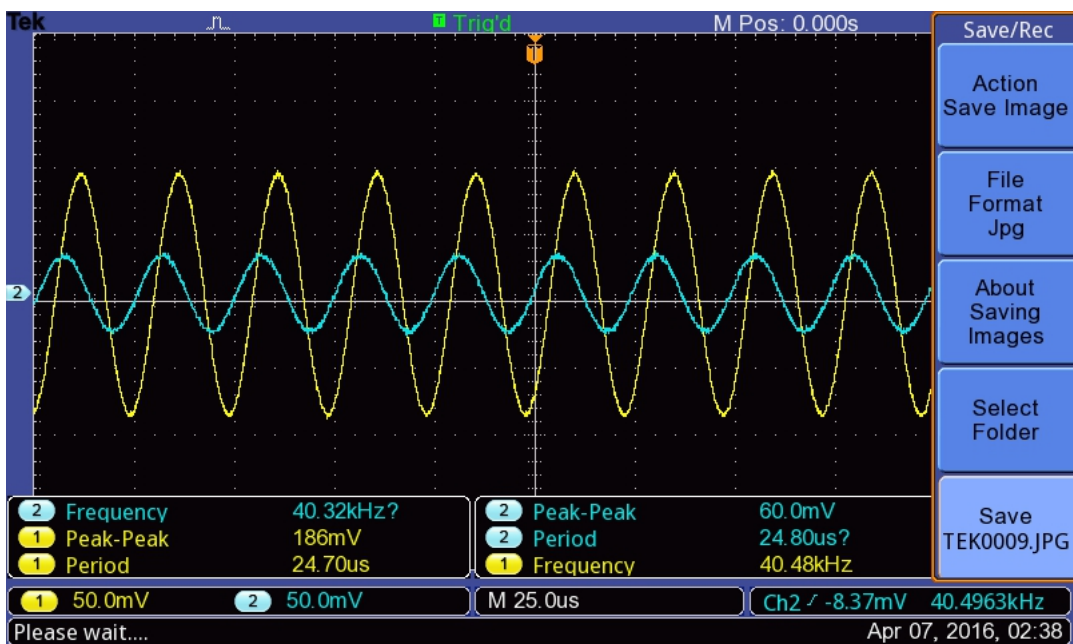 Tek
Trig'd
M Pos: 0.000s
Save/Rec
Action
Save Image
File
Format
Jpg
About
Saving
Images
Select
Folder
Save
TEK0009.JPG
2
2 Frequency 40.32kHz?
1 Peak-Peak 186mV
1 Period 24.70us
2 Peak-Peak 60.0mV
2 Period 24.80us?
1 Frequency 40.48kHz
1 50.0mV 2 50.0mV M 25.0us Ch2 -8.37mV 40.4963kHz
Please wait.... Apr 07, 2016, 02:38